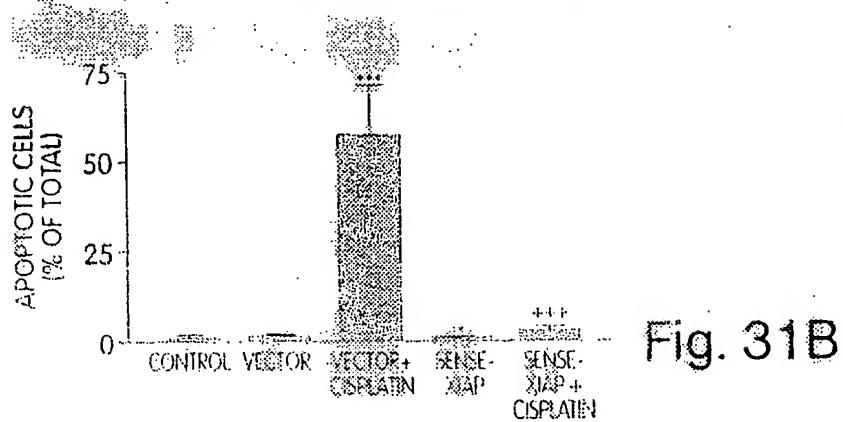 75
***
50
25
0
APOPTOTIC CELLS
(% OF TOTAL)
+++
CONTROL VECTOR VECTOR+ SENSE- SENSE-
CISPLATIN XIAP XIAP+
CISPLATIN
Fig. 31B